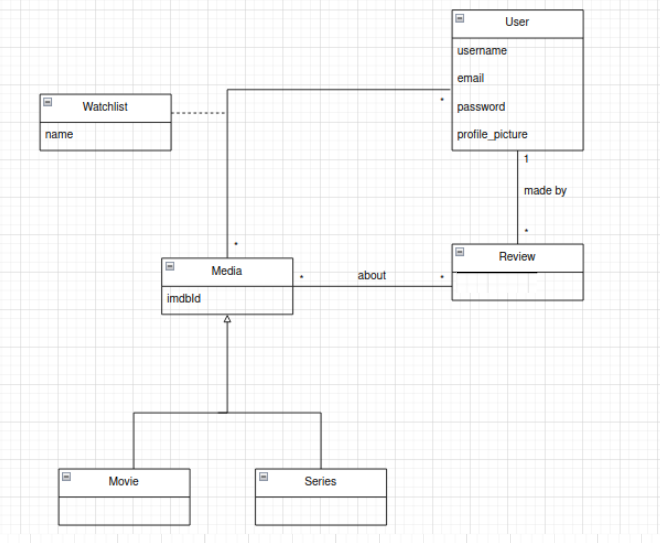 User
username
email
password
profile_picture
Watchlist
name
*
1
made by
*
*
Media
imdbId
*
about
*
Review
Movie
Series